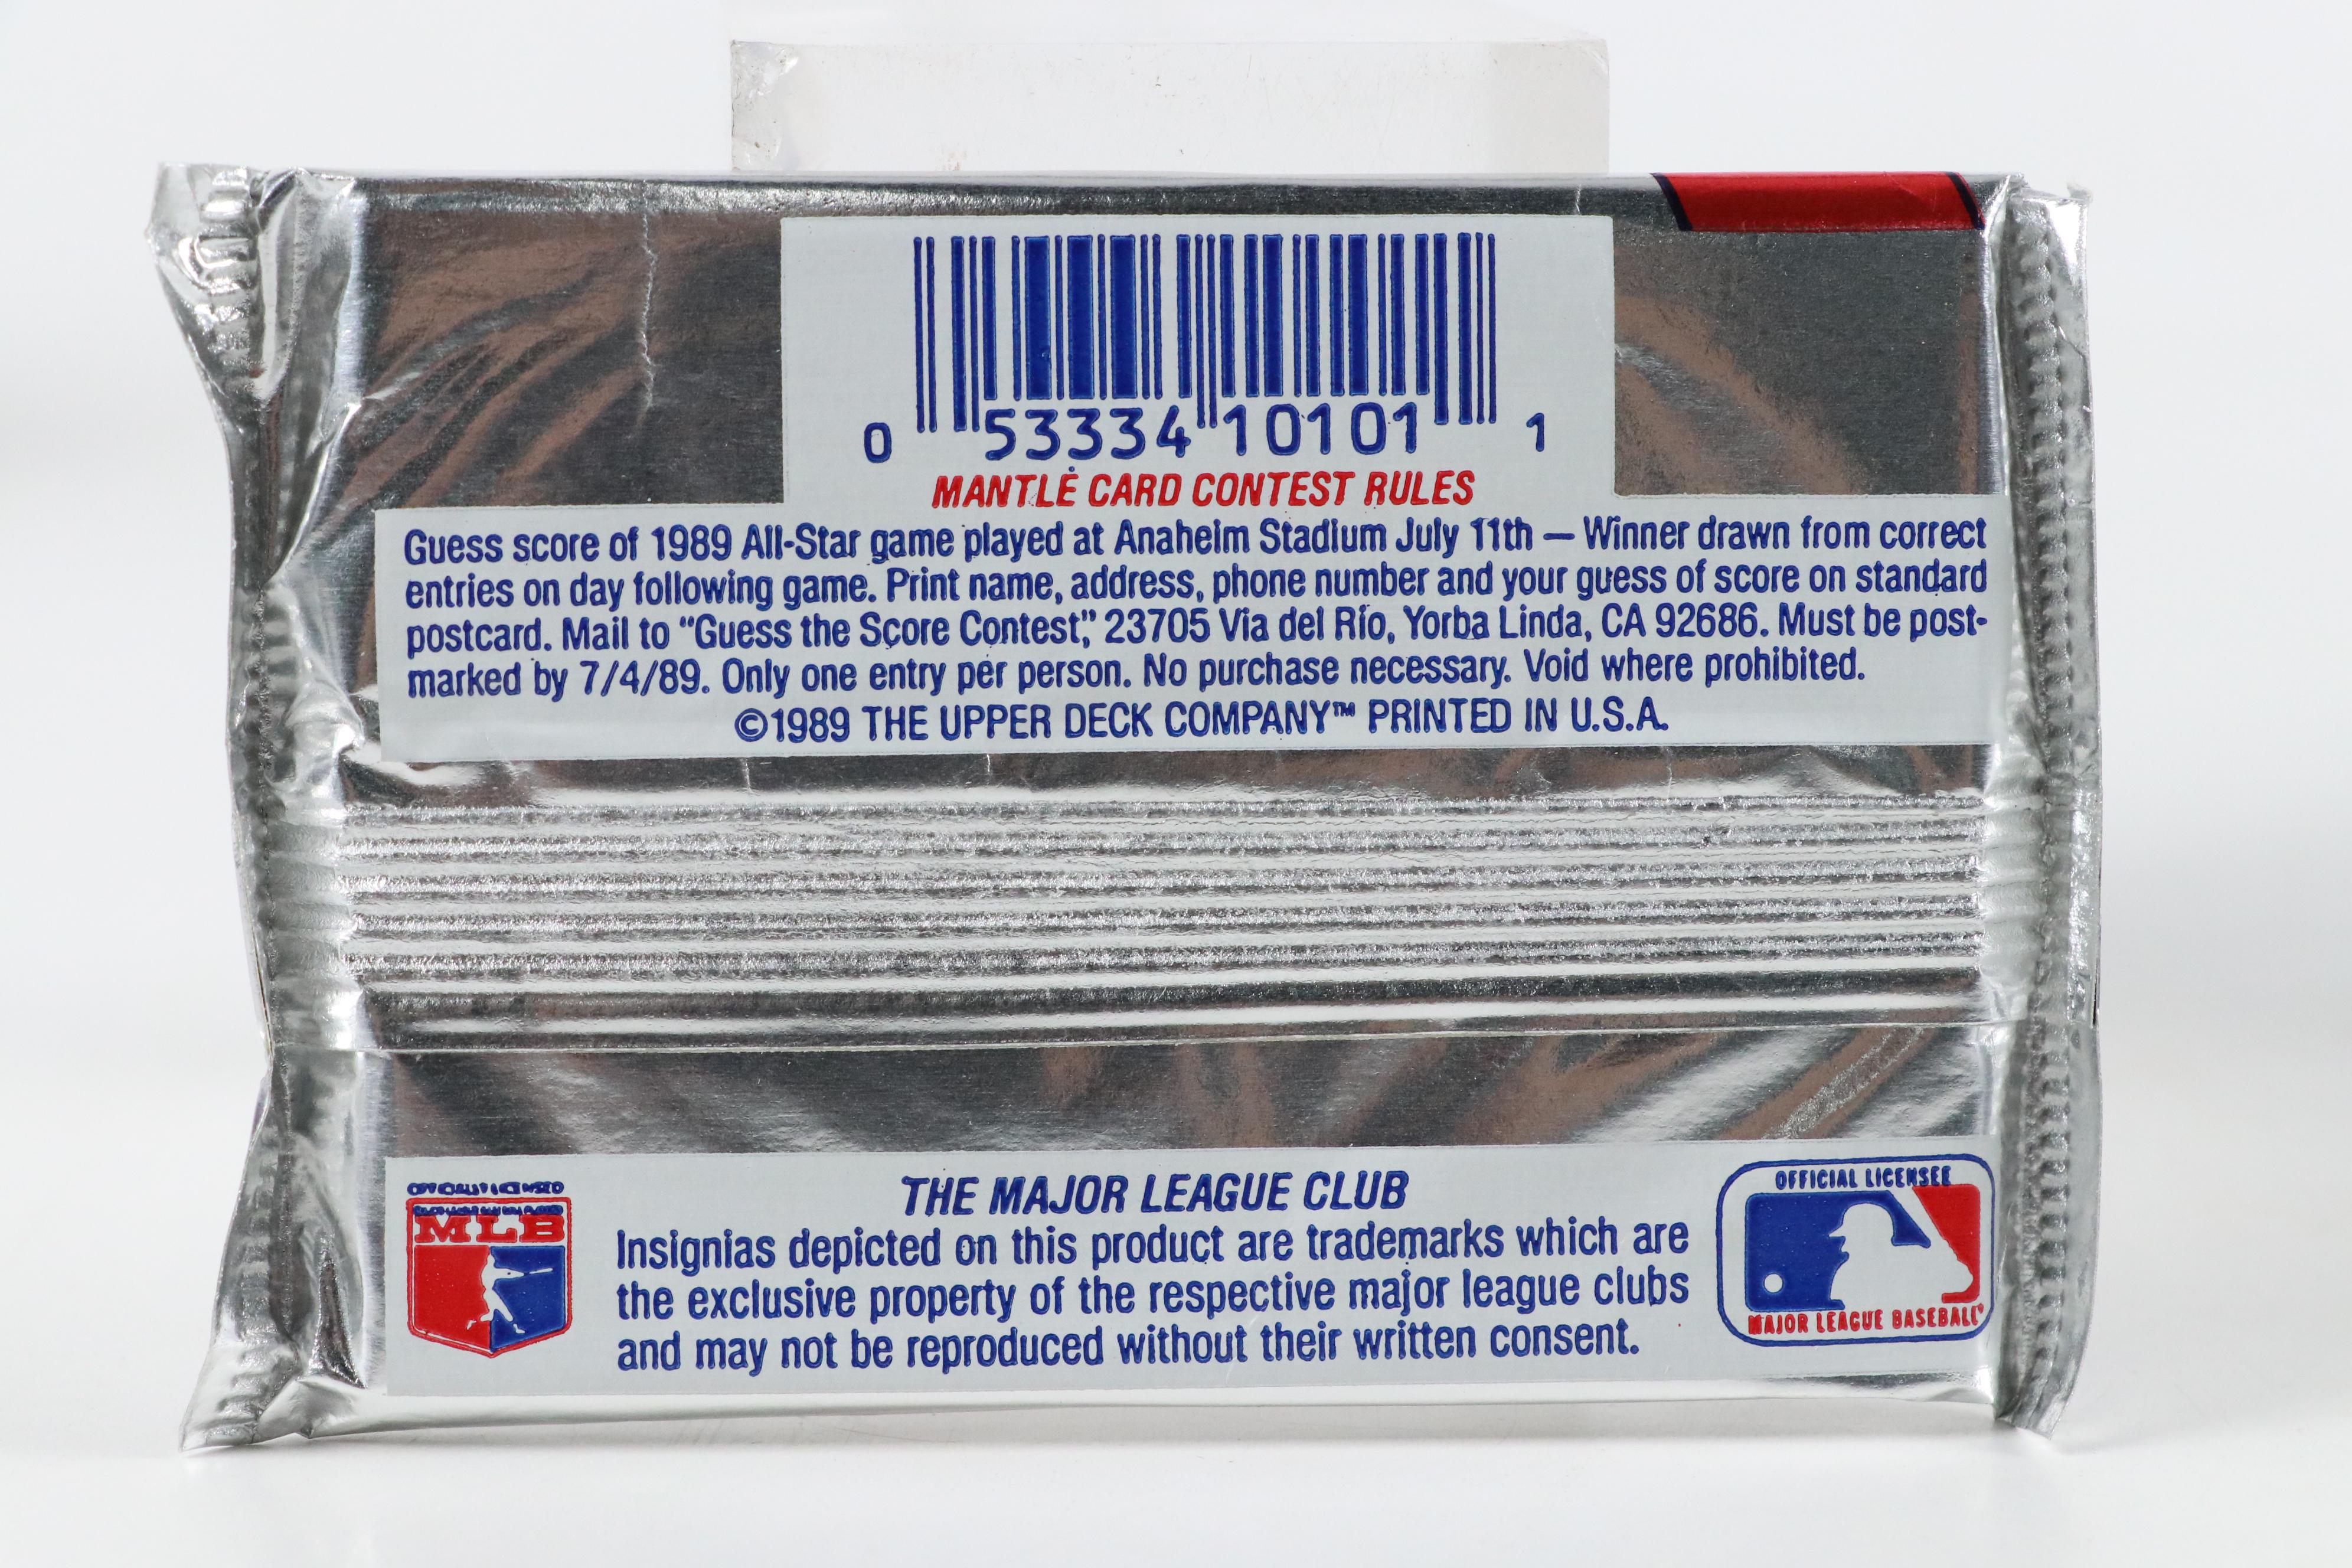 0 53334 10101 1
MANTLE CARD CONTEST RULES
Guess score of 1989 All-Star game played at Anaheim Stadium July 11th — Winner drawn from correct
entries on day following game. Print name, address, phone number and your guess of score on standard
postcard. Mail to “Guess the Score Contest,” 23705 Via del Rio, Yorba Linda, CA 92686. Must be post-
marked by 7/4/89. Only one entry per person. No purchase necessary. Void where prohibited.
©1989 THE UPPER DECK COMPANY™ PRINTED IN U.S.A.
OFFICIALLY LICENSED
MLB
THE MAJOR LEAGUE CLUB
Insignias depicted on this product are trademarks which are
the exclusive property of the respective major league clubs
and may not be reproduced without their written consent.
OFFICIAL LICENSEE
MAJOR LEAGUE BASEBALL®